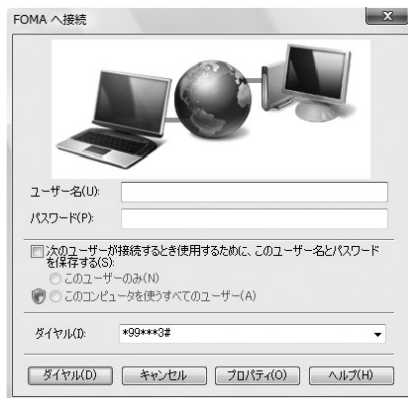 FOMA へ接続
ユーザー名(U):
パスワード(P):
次のユーザーが接続するとき使用するために、このユーザー名とパスワード
を保存する(S):
このユーザーのみ(N)
このコンピュータを使うすべてのユーザー(A)
ダイヤル(I):
*99***3#
ダイヤル(D) キャンセル プロパティ(O) ヘルプ(H)